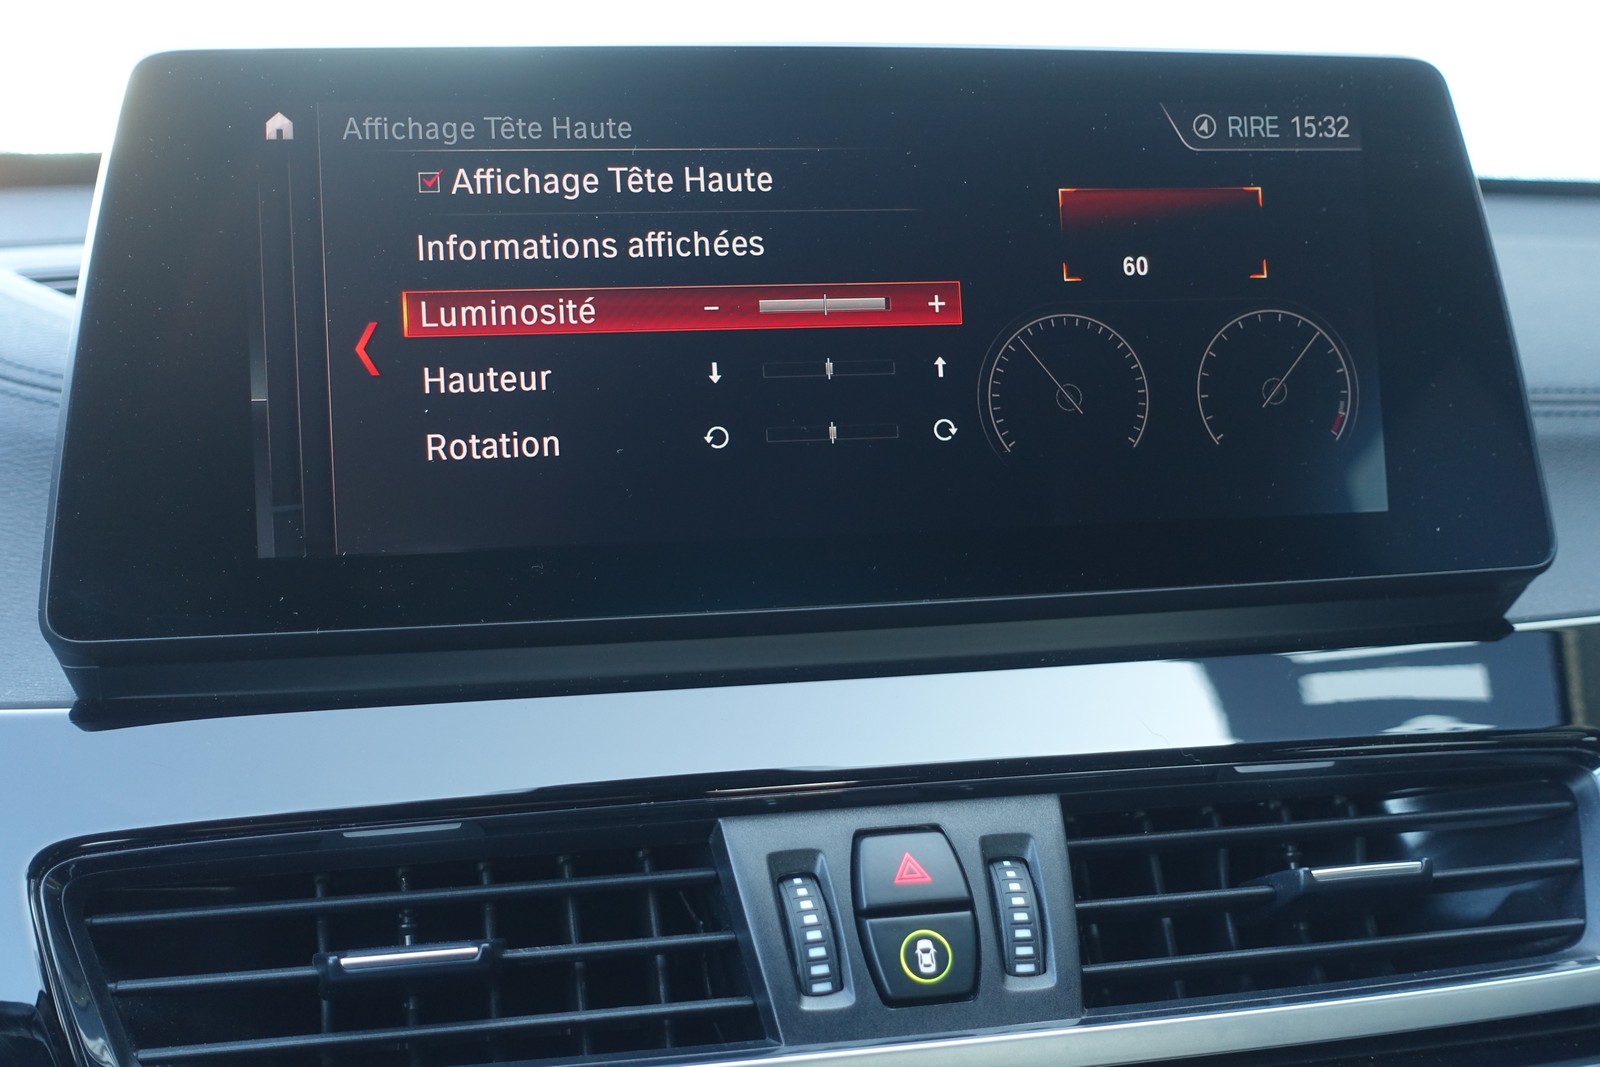 Affichage Tête Haute
RIRE 15:32
Affichage Tête Haute
Informations affichées
Luminosité - +
Hauteur
Rotation
60